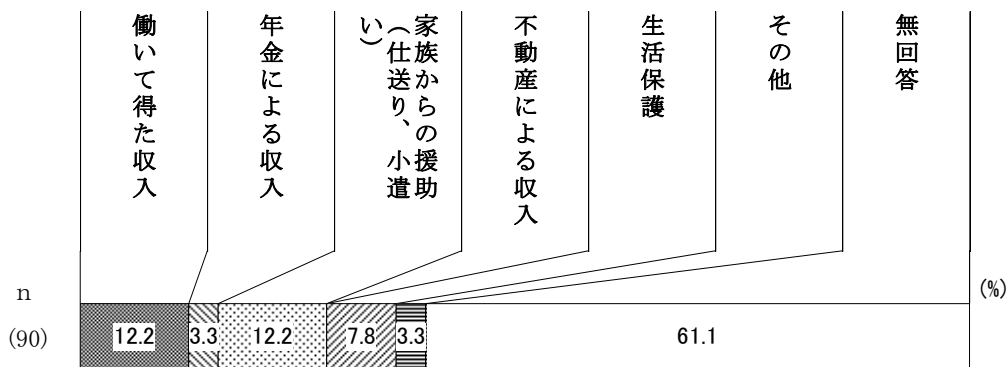 働いて得た収入
年金による収入
家族からの援助
（仕送り、小遣
い）
不動産による収入
生活保護
その他
無回答
(%)
n
(90)
12.2
3.3
12.2
7.8
3.3
61.1